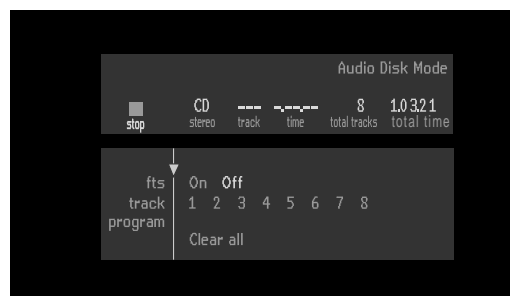 Audio Disk Mode
CD --- -.--.-- 8 1.03.21
stop stereo track time total tracks total time
fts On Off
track 1 2 3 4 5 6 7 8
program
Clear all